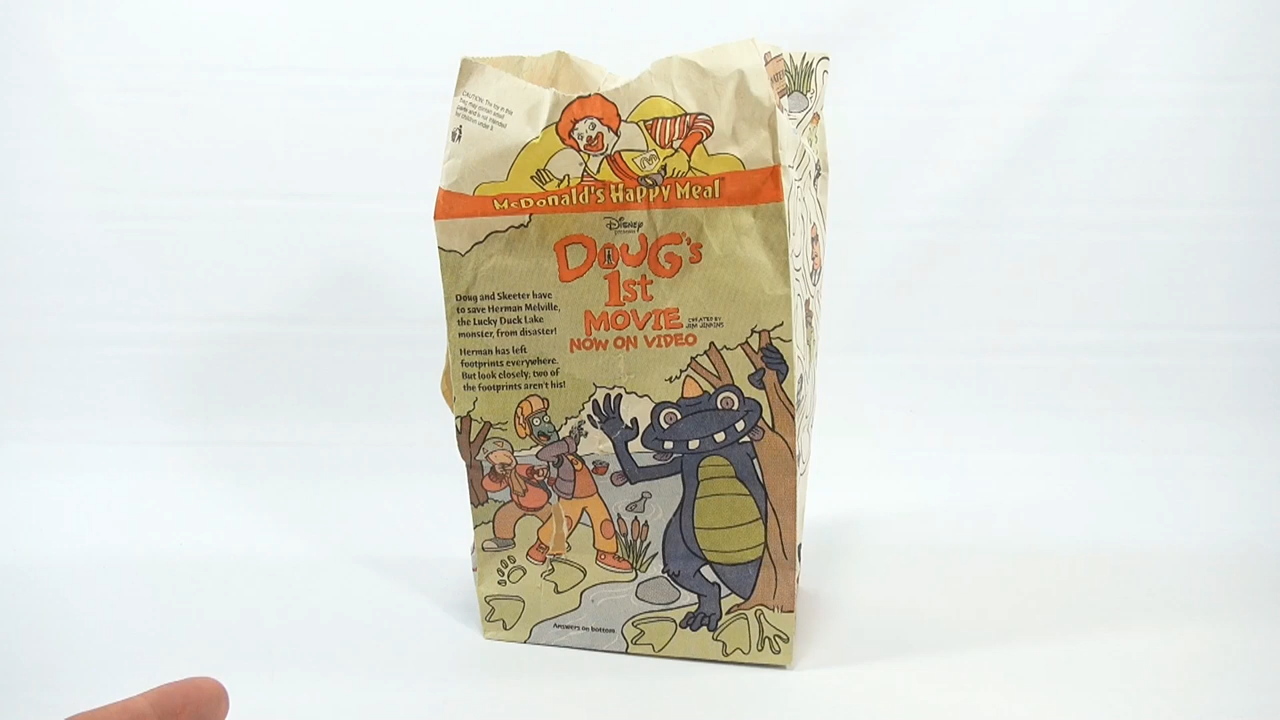 CAUTION: The toy in this
bag may contain small
parts and is not intended
for children under 3.
McDonald's Happy Meal
Disney
DOUG's
1st
MOVIE
CREATED BY
JIM JINKINS
NOW ON VIDEO
Doug and Skeeter have
to save Herman Melville,
the Lucky Duck Lake
monster, from disaster!
Herman has left
footprints everywhere.
But look closely; two of
the footprints aren't his!
Answers on bottom